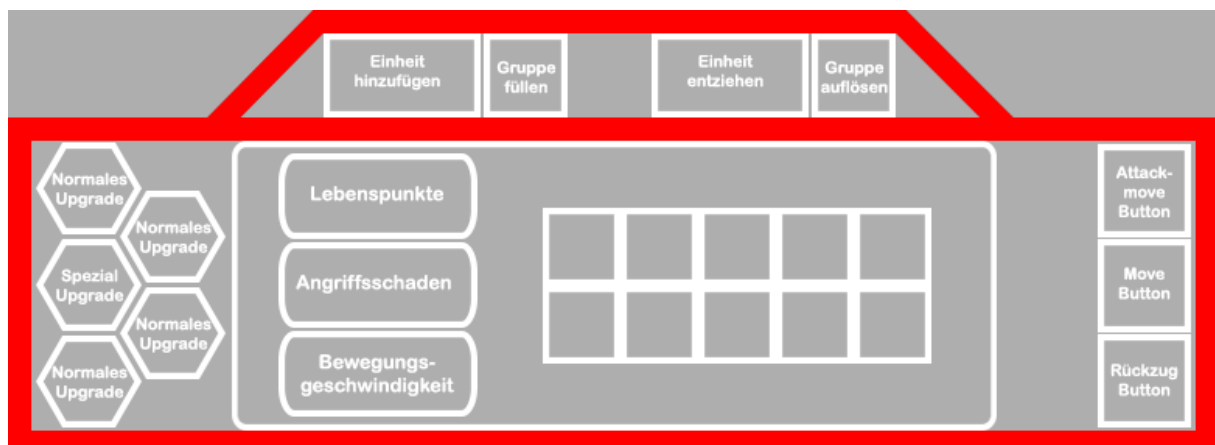 Einheit
hinzufügen
Gruppe
füllen
Einheit
entziehen
Gruppe
auflösen
Normales
Upgrade
Normales
Upgrade
Spezial
Upgrade
Normales
Upgrade
Normales
Upgrade
Lebenspunkte
Angriffsschaden
Bewegungs-
geschwindigkeit
Attack-
move
Button
Move
Button
Rückzug
Button